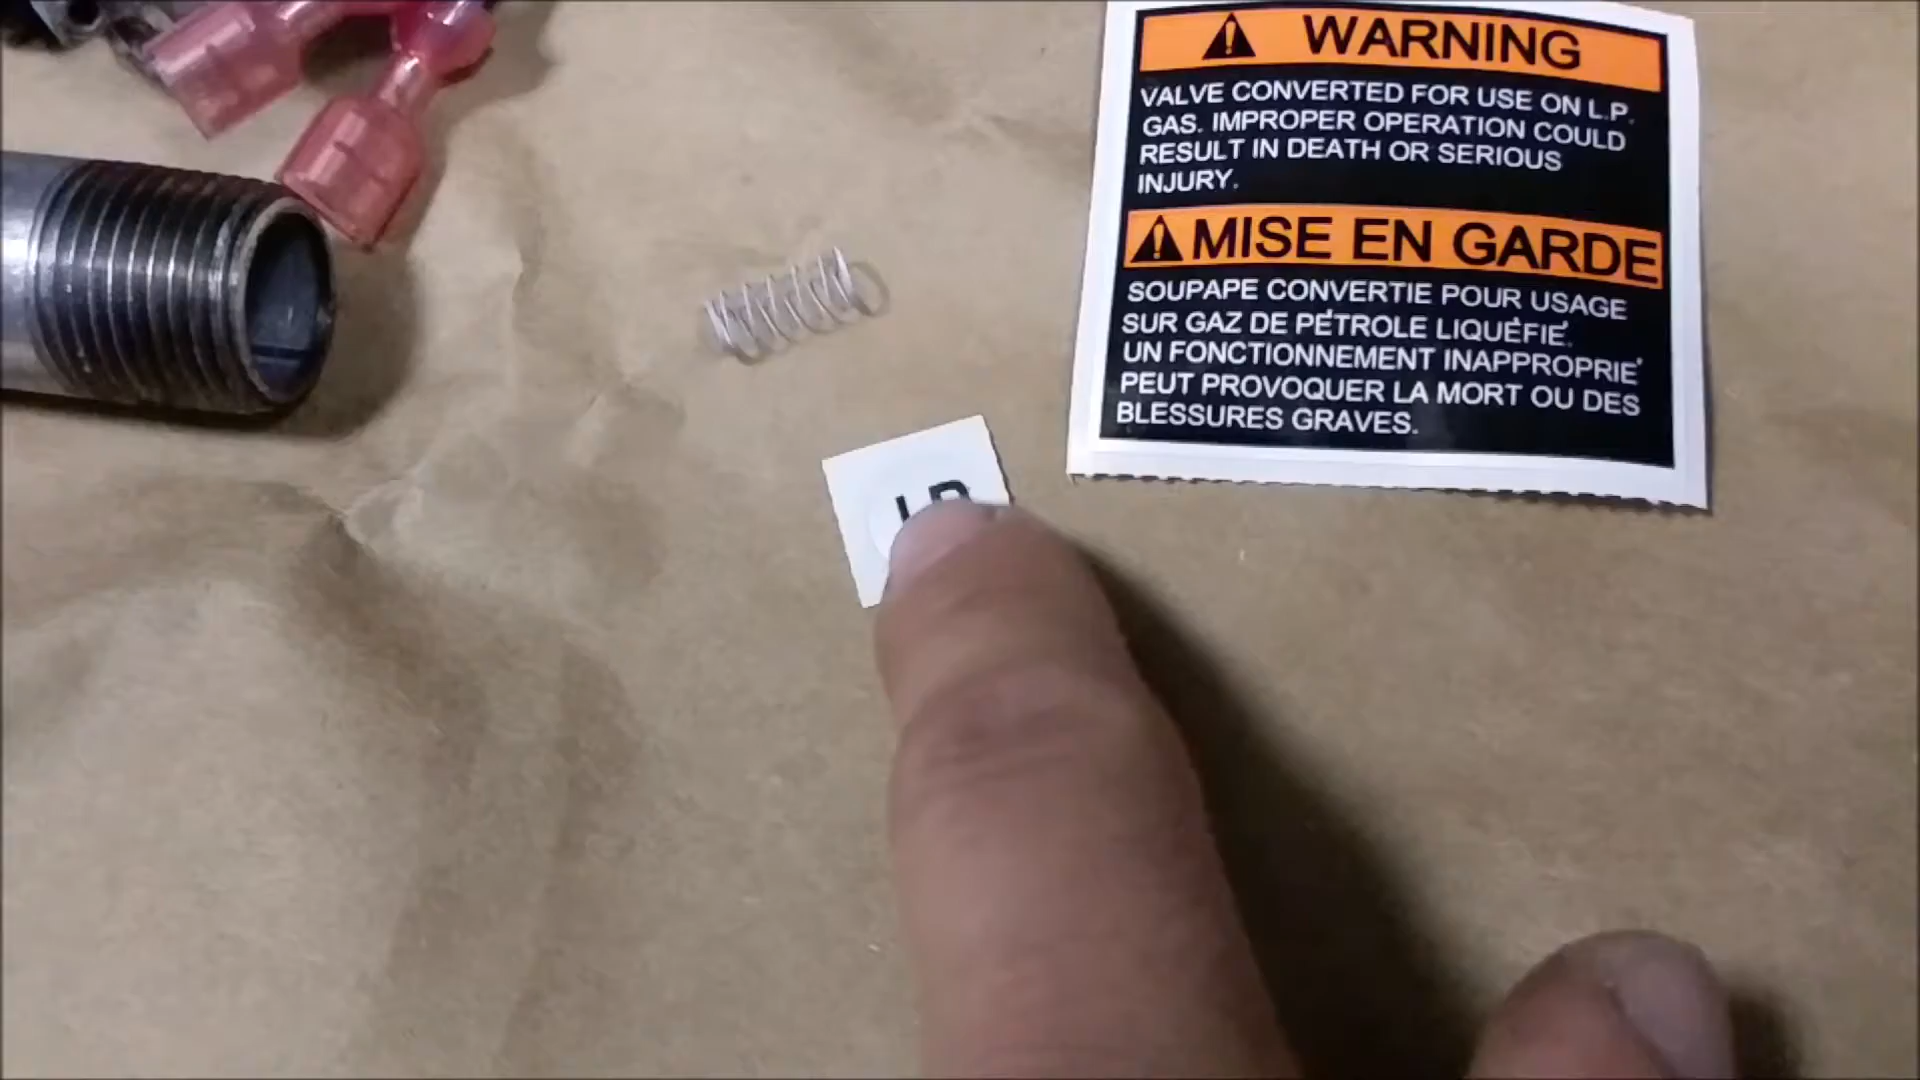 WARNING
VALVE CONVERTED FOR USE ON L.P.
GAS. IMPROPER OPERATION COULD
RESULT IN DEATH OR SERIOUS
INJURY.
MISE EN GARDE
SOUPAPE CONVERTIE POUR USAGE
SUR GAZ DE PÉTROLE LIQUÉFIÉ.
UN FONCTIONNEMENT INAPPROPRIÉ
PEUT PROVOQUER LA MORT OU DES
BLESSURES GRAVES.
LP